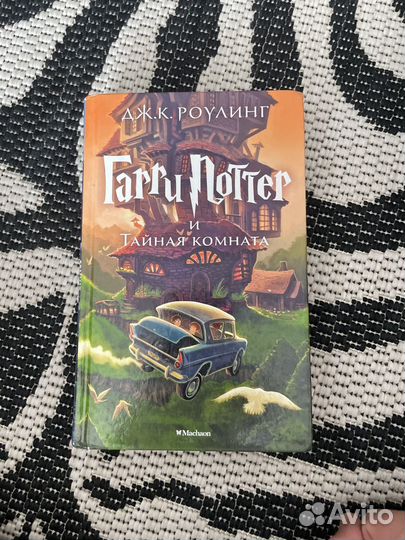 ДЖ.К. РОУЛИНГ
Гарри Поттер
и
Тайная комната
Machaon
Avito